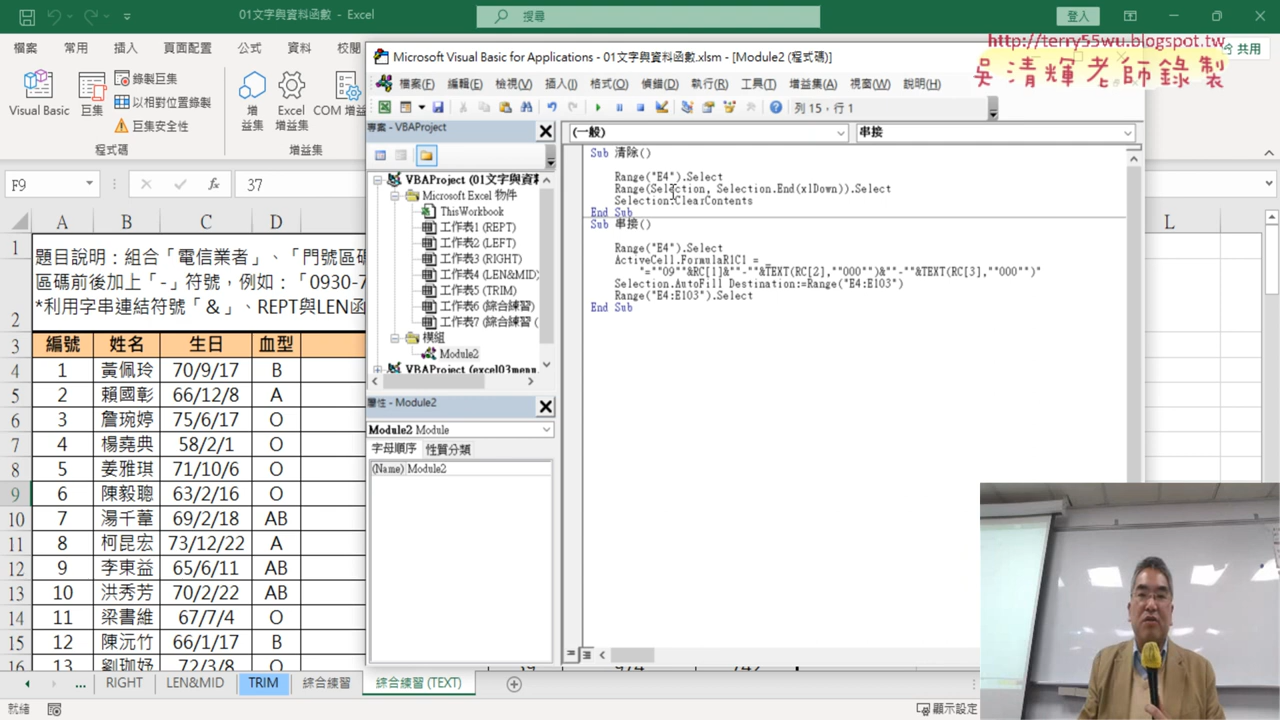 01文字與資料函數 - Excel
搜尋
登入
檔案
常用
插入
頁面配置
公式
資料
校閱
共用
http://terry55wu.blogspot.tw
吳清輝老師錄製
Visual Basic
巨集
錄製巨集
以相對位置錄製
巨集安全性
增益集
Excel 增益集
COM 增益
程式碼
增益集
F9
37
Microsoft Visual Basic for Applications - 01文字與資料函數.xlsm - [Module2 (程式碼)]
檔案(F) 編輯(E) 檢視(V) 插入(I) 格式(O) 偵錯(D) 執行(R) 工具(T) 增益集(A) 視窗(W) 說明(H)
列 15, 行 1
專案 - VBAProject
VBAProject (01文字與資料
Microsoft Excel 物件
ThisWorkbook
工作表1 (REPT)
工作表2 (LEFT)
工作表3 (RIGHT)
工作表4 (LEN&MID)
工作表5 (TRIM)
工作表6 (綜合練習)
工作表7 (綜合練習 (
模組
Module2
VBAProject (excel03menu.
屬性 - Module2
Module2 Module
字母順序 性質分類
(Name) Module2
(一般)
串接
Sub 清除()
Range("E4").Select
Range(Selection, Selection.End(xlDown)).Select
Selection.ClearContents
End Sub
Sub 串接()
Range("E4").Select
ActiveCell.FormulaR1C1 = _
"=""09""&RC[1]&""-""&TEXT(RC[2],""000"")&""-""&TEXT(RC[3],""000"")"
Selection.AutoFill Destination:=Range("E4:E103")
Range("E4:E103").Select
End Sub
A B C D L
1 題目說明：組合「電信業者」、「門號區碼
區碼前後加上「-」符號，例如：「0930-7
2 *利用字串連結符號「&」、REPT與LEN函
3 編號 姓名 生日 血型
4 1 黃佩玲 70/9/17 B
5 2 賴國彰 66/12/8 A
6 3 詹琬婷 75/6/17 O
7 4 楊堯典 58/2/1 O
8 5 姜雅琪 71/10/6 O
9 6 陳毅聰 63/2/16 O
10 7 湯千葦 69/2/18 AB
11 8 柯昆宏 73/12/22 A
12 9 李東益 65/6/11 AB
13 10 洪秀芳 70/2/22 AB
14 11 梁書維 67/7/4 O
15 12 陳沅竹 66/1/17 B
16 13 劉珈妤 72/3/8 O
... RIGHT LEN&MID TRIM 綜合練習 綜合練習 (TEXT)
就緒
顯示設定